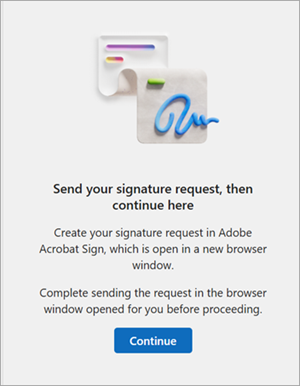 Send your signature request, then
continue here
Create your signature request in Adobe
Acrobat Sign, which is open in a new browser
window.
Complete sending the request in the browser
window opened for you before proceeding.
Continue